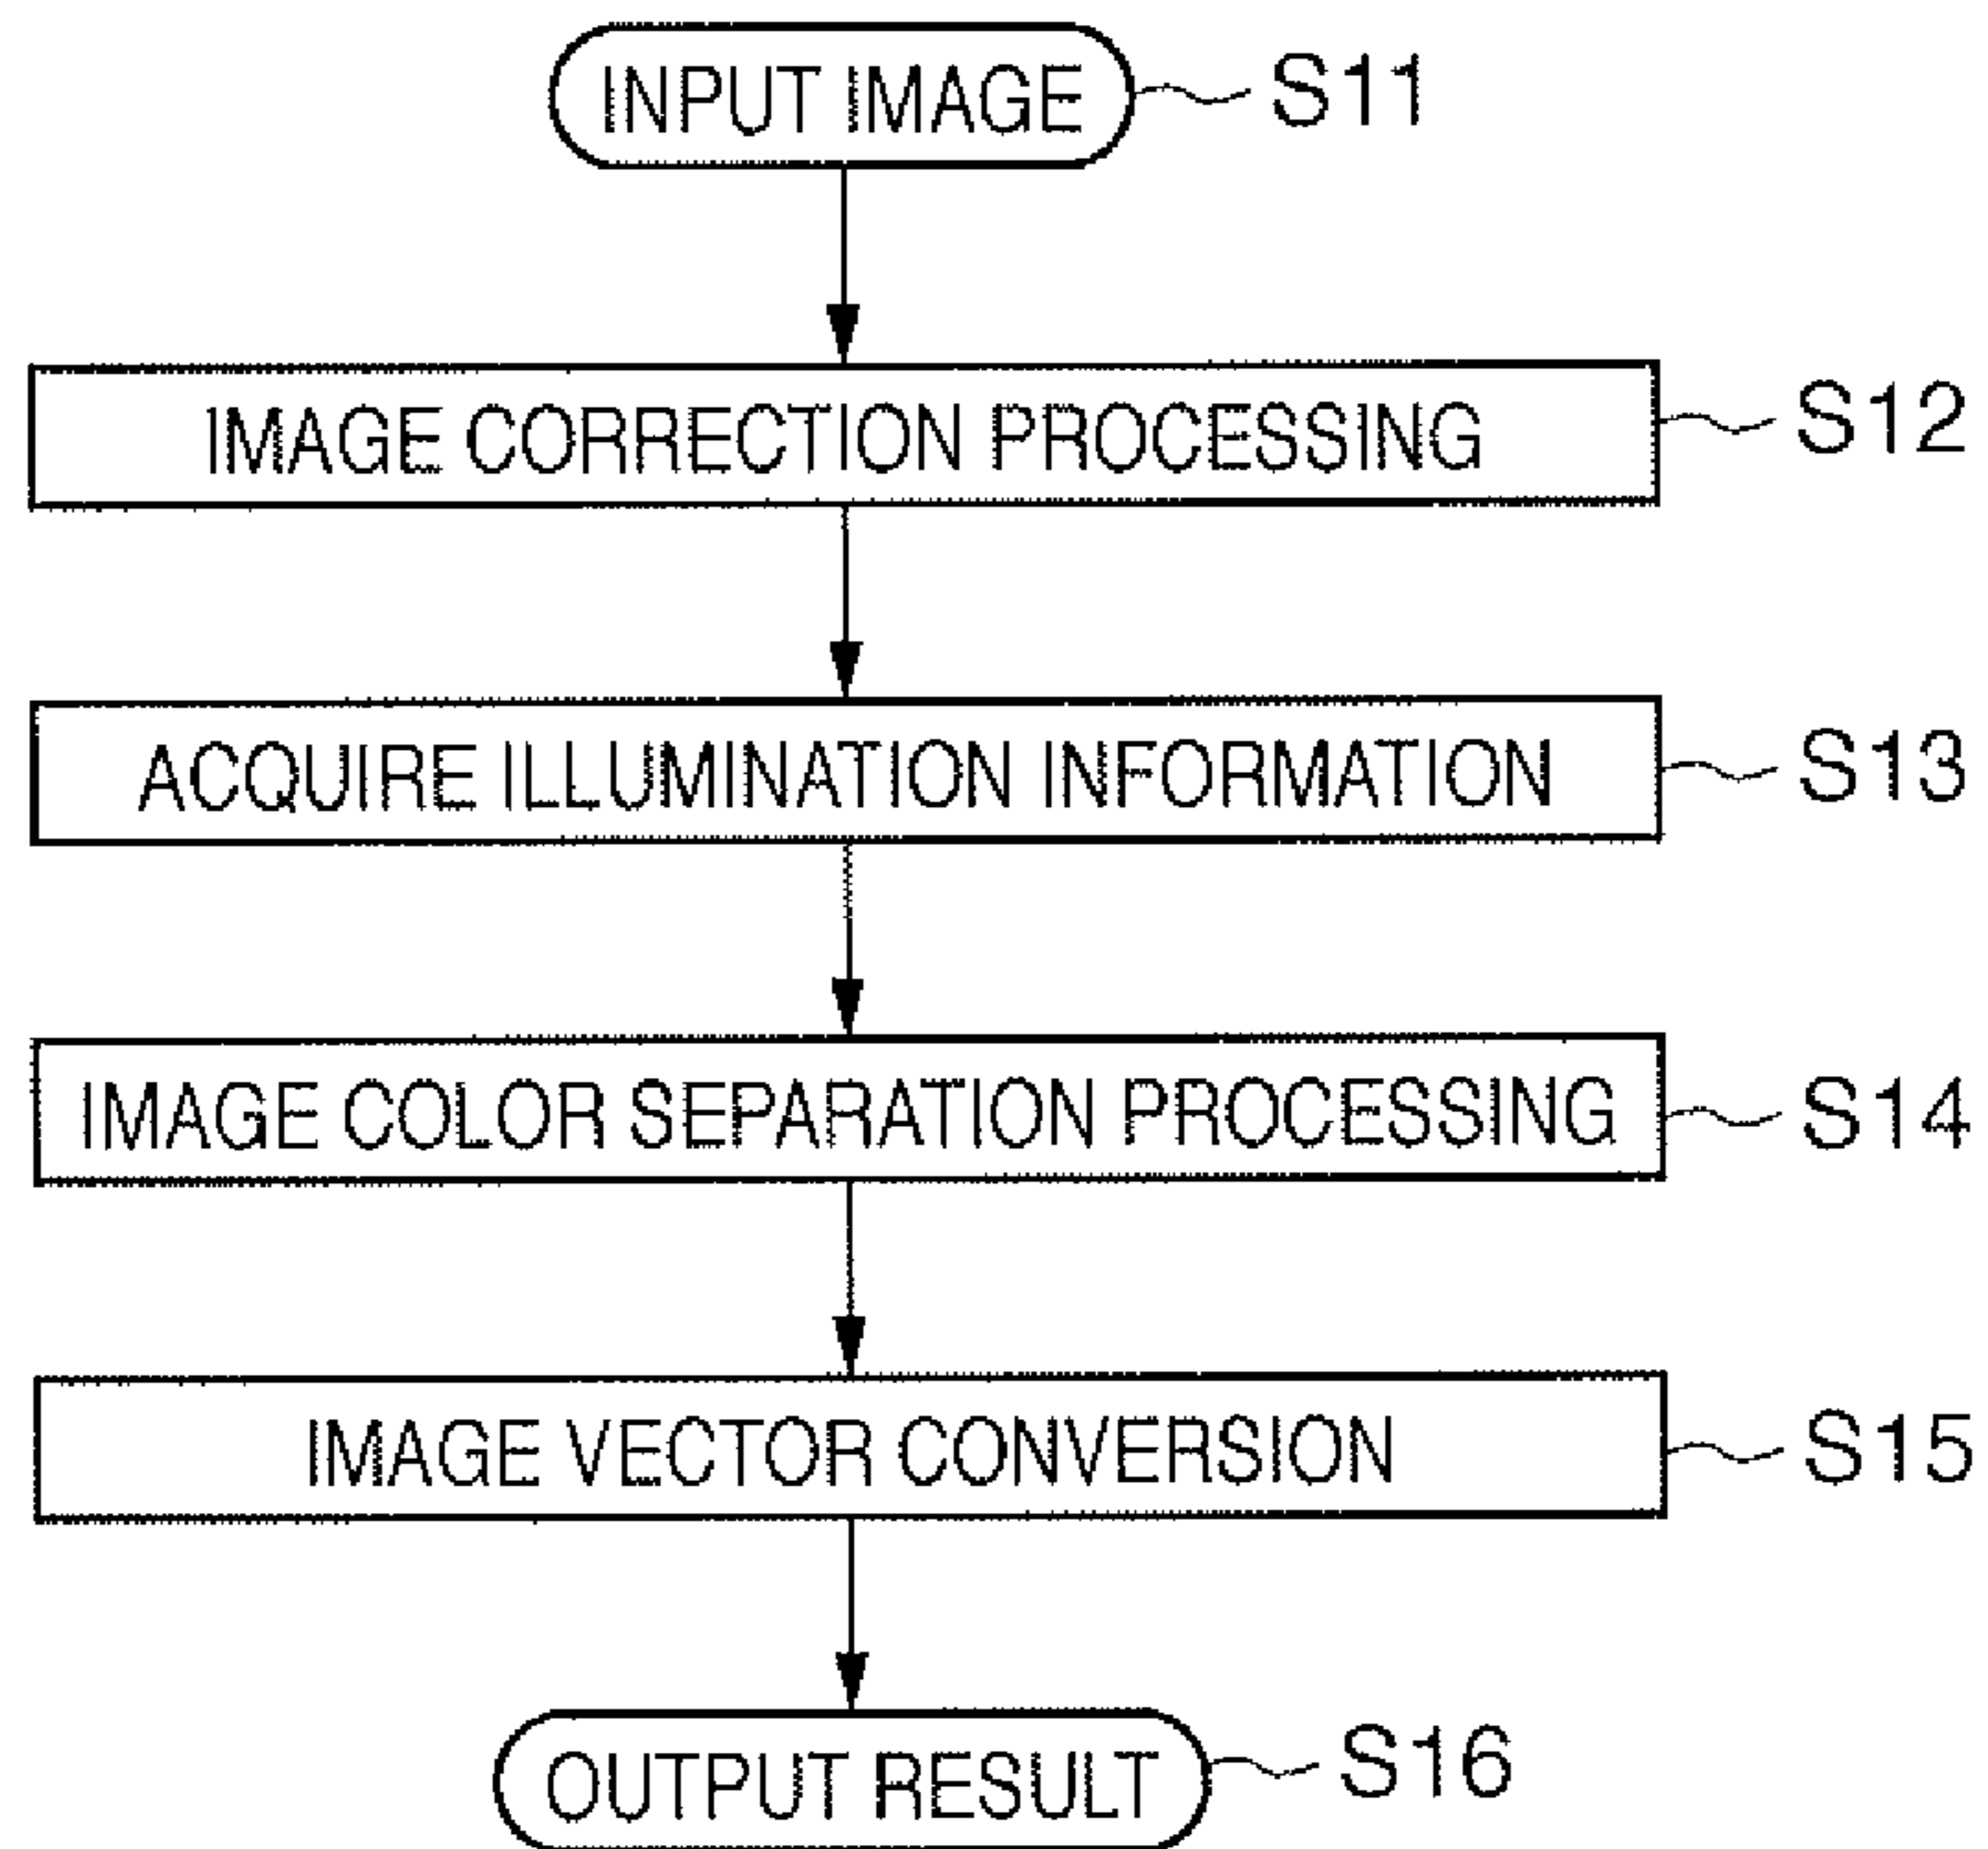 INPUT IMAGE S11
IMAGE CORRECTION PROCESSING S12
ACQUIRE ILLUMINATION INFORMATION S13
IMAGE COLOR SEPARATION PROCESSING S14
IMAGE VECTOR CONVERSION S15
OUTPUT RESULT S16